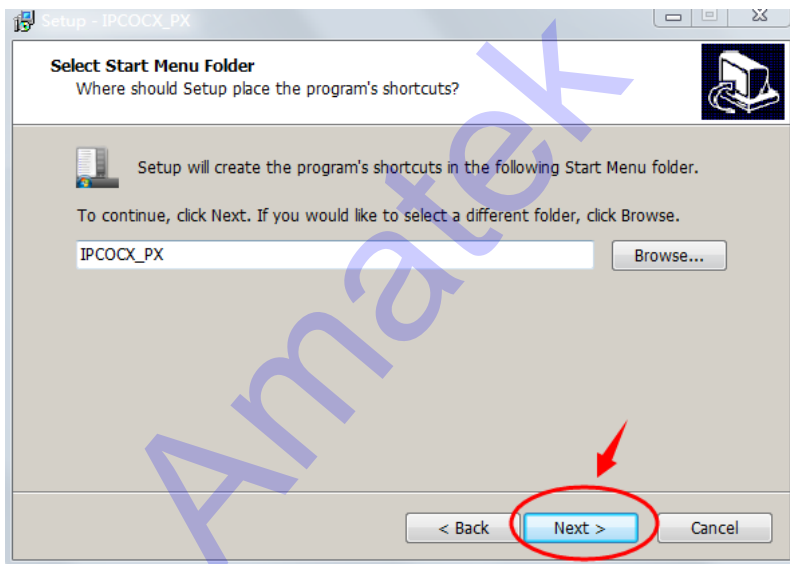 Setup - IPCOCX_PX
Select Start Menu Folder
Where should Setup place the program's shortcuts?
Setup will create the program's shortcuts in the following Start Menu folder.
To continue, click Next. If you would like to select a different folder, click Browse.
IPCOCX_PX
Browse...
< Back
Next >
Cancel
Amatek